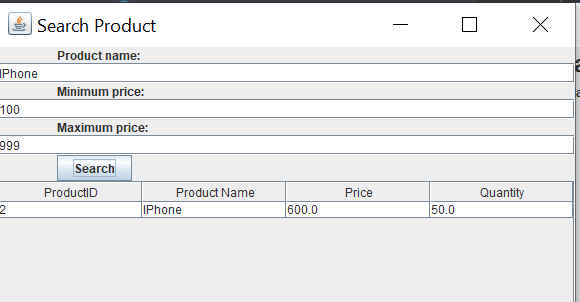 Search Product
Product name:
IPhone
Minimum price:
100
Maximum price:
999
Search
ProductID Product Name Price Quantity
2 IPhone 600.0 50.0